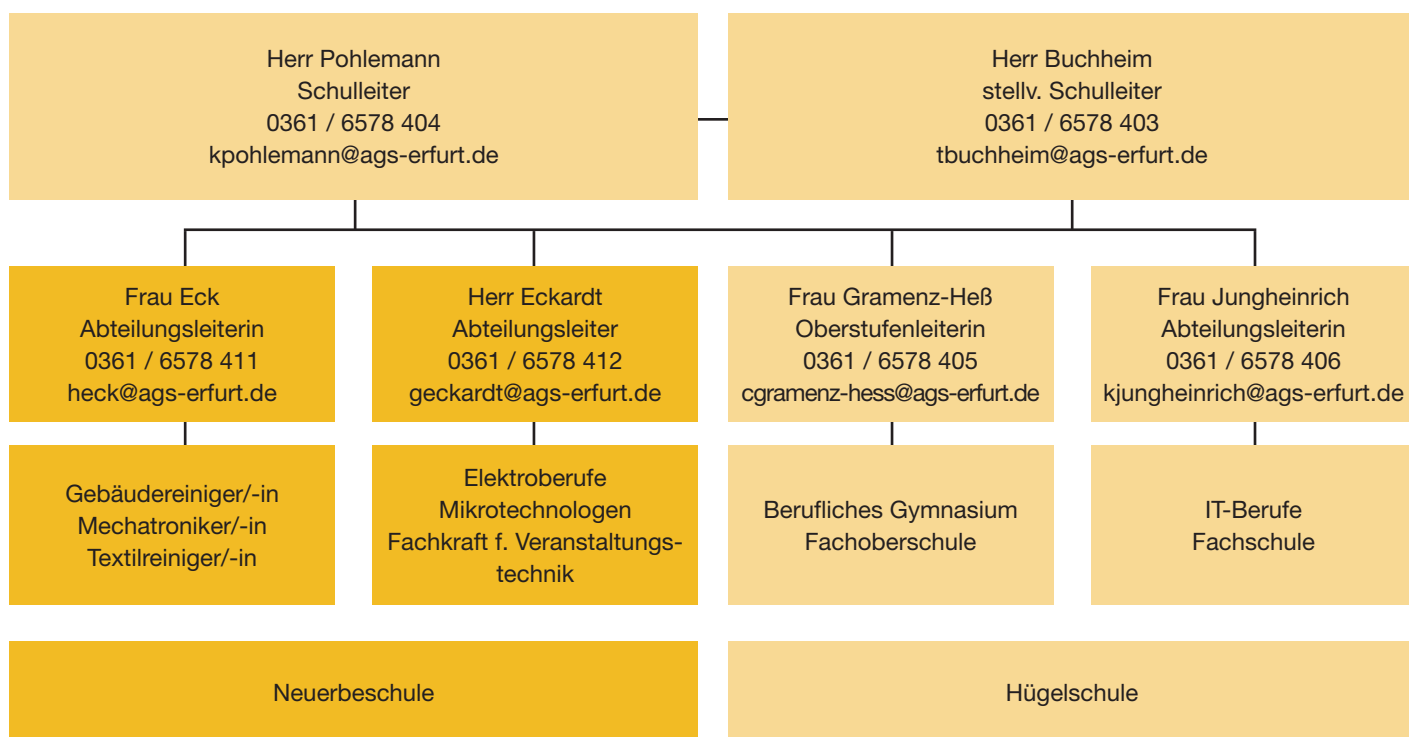 Herr Pohlemann
Schulleiter
0361 / 6578 404
kpohlemann@ags-erfurt.de
Herr Buchheim
stellv. Schulleiter
0361 / 6578 403
tbuchheim@ags-erfurt.de
Frau Eck
Abteilungsleiterin
0361 / 6578 411
heck@ags-erfurt.de
Herr Eckardt
Abteilungsleiter
0361 / 6578 412
geckardt@ags-erfurt.de
Frau Gramenz-Heß
Oberstufenleiterin
0361 / 6578 405
cgramenz-hess@ags-erfurt.de
Frau Jungheinrich
Abteilungsleiterin
0361 / 6578 406
kjungheinrich@ags-erfurt.de
Gebäudereiniger/-in
Mechatroniker/-in
Textilreiniger/-in
Elektroberufe
Mikrotechnologen
Fachkraft f. Veranstaltungs-
technik
Berufliches Gymnasium
Fachoberschule
IT-Berufe
Fachschule
Neuerbeschule
Hügelschule